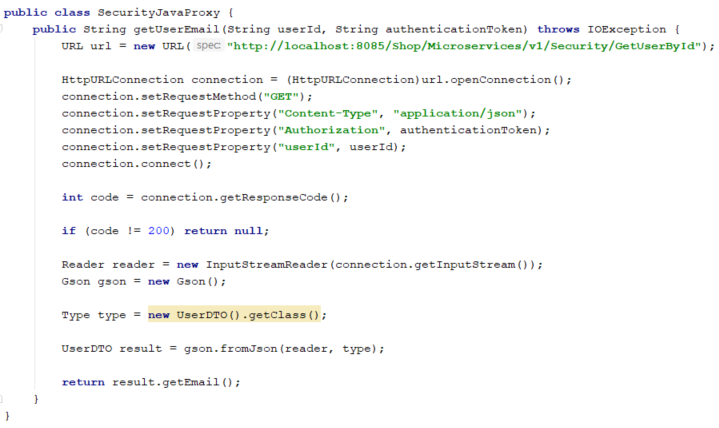 public class SecurityJavaProxy {
    public String getUserEmail(String userId, String authenticationToken) throws IOException {
        URL url = new URL( spec: "http://localhost:8085/Shop/Microservices/v1/Security/GetUserById");

        HttpURLConnection connection = (HttpURLConnection)url.openConnection();
        connection.setRequestMethod("GET");
        connection.setRequestProperty("Content-Type", "application/json");
        connection.setRequestProperty("Authorization", authenticationToken);
        connection.setRequestProperty("userId", userId);
        connection.connect();

        int code = connection.getResponseCode();

        if (code != 200) return null;

        Reader reader = new InputStreamReader(connection.getInputStream());
        Gson gson = new Gson();

        Type type = new UserDTO().getClass();

        UserDTO result = gson.fromJson(reader, type);

        return result.getEmail();
    }
}